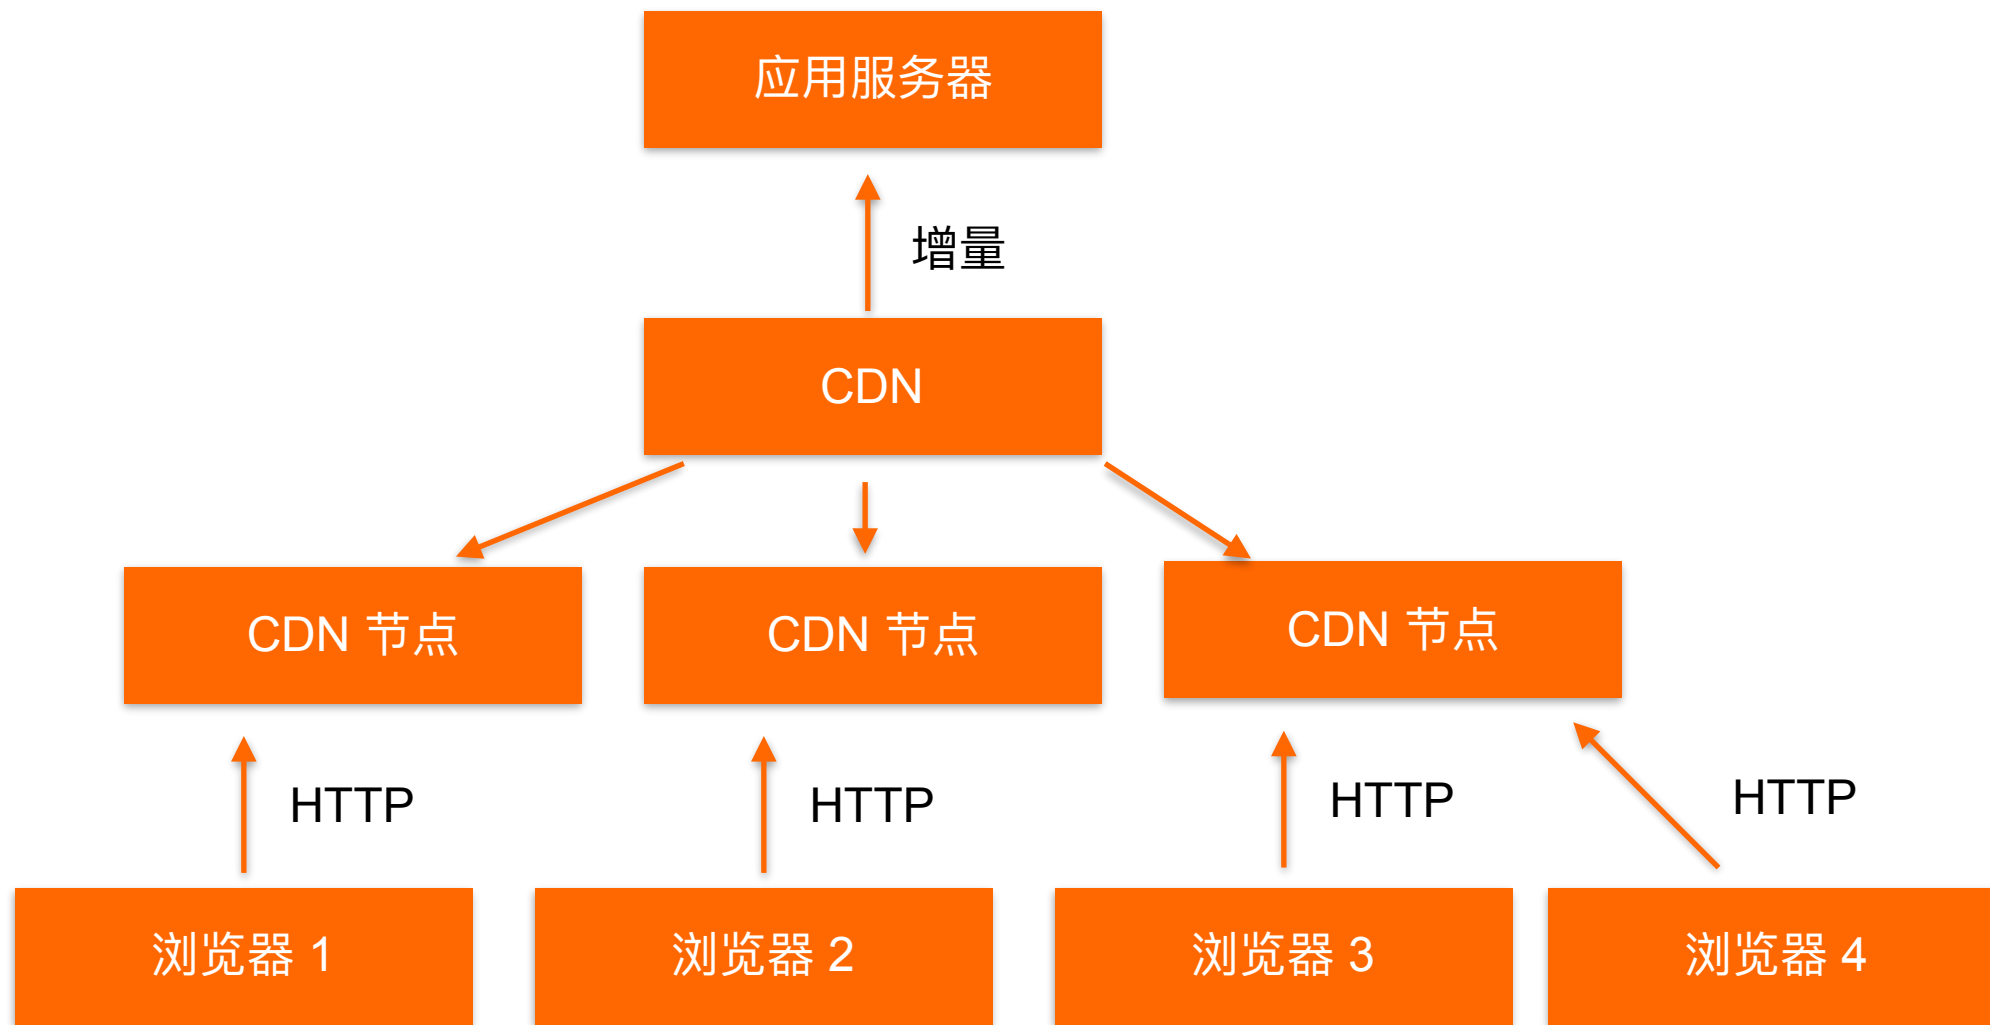 应用服务器
增量
CDN
CDN 节点
CDN 节点
CDN 节点
HTTP
HTTP
HTTP
HTTP
浏览器 1
浏览器 2
浏览器 3
浏览器 4